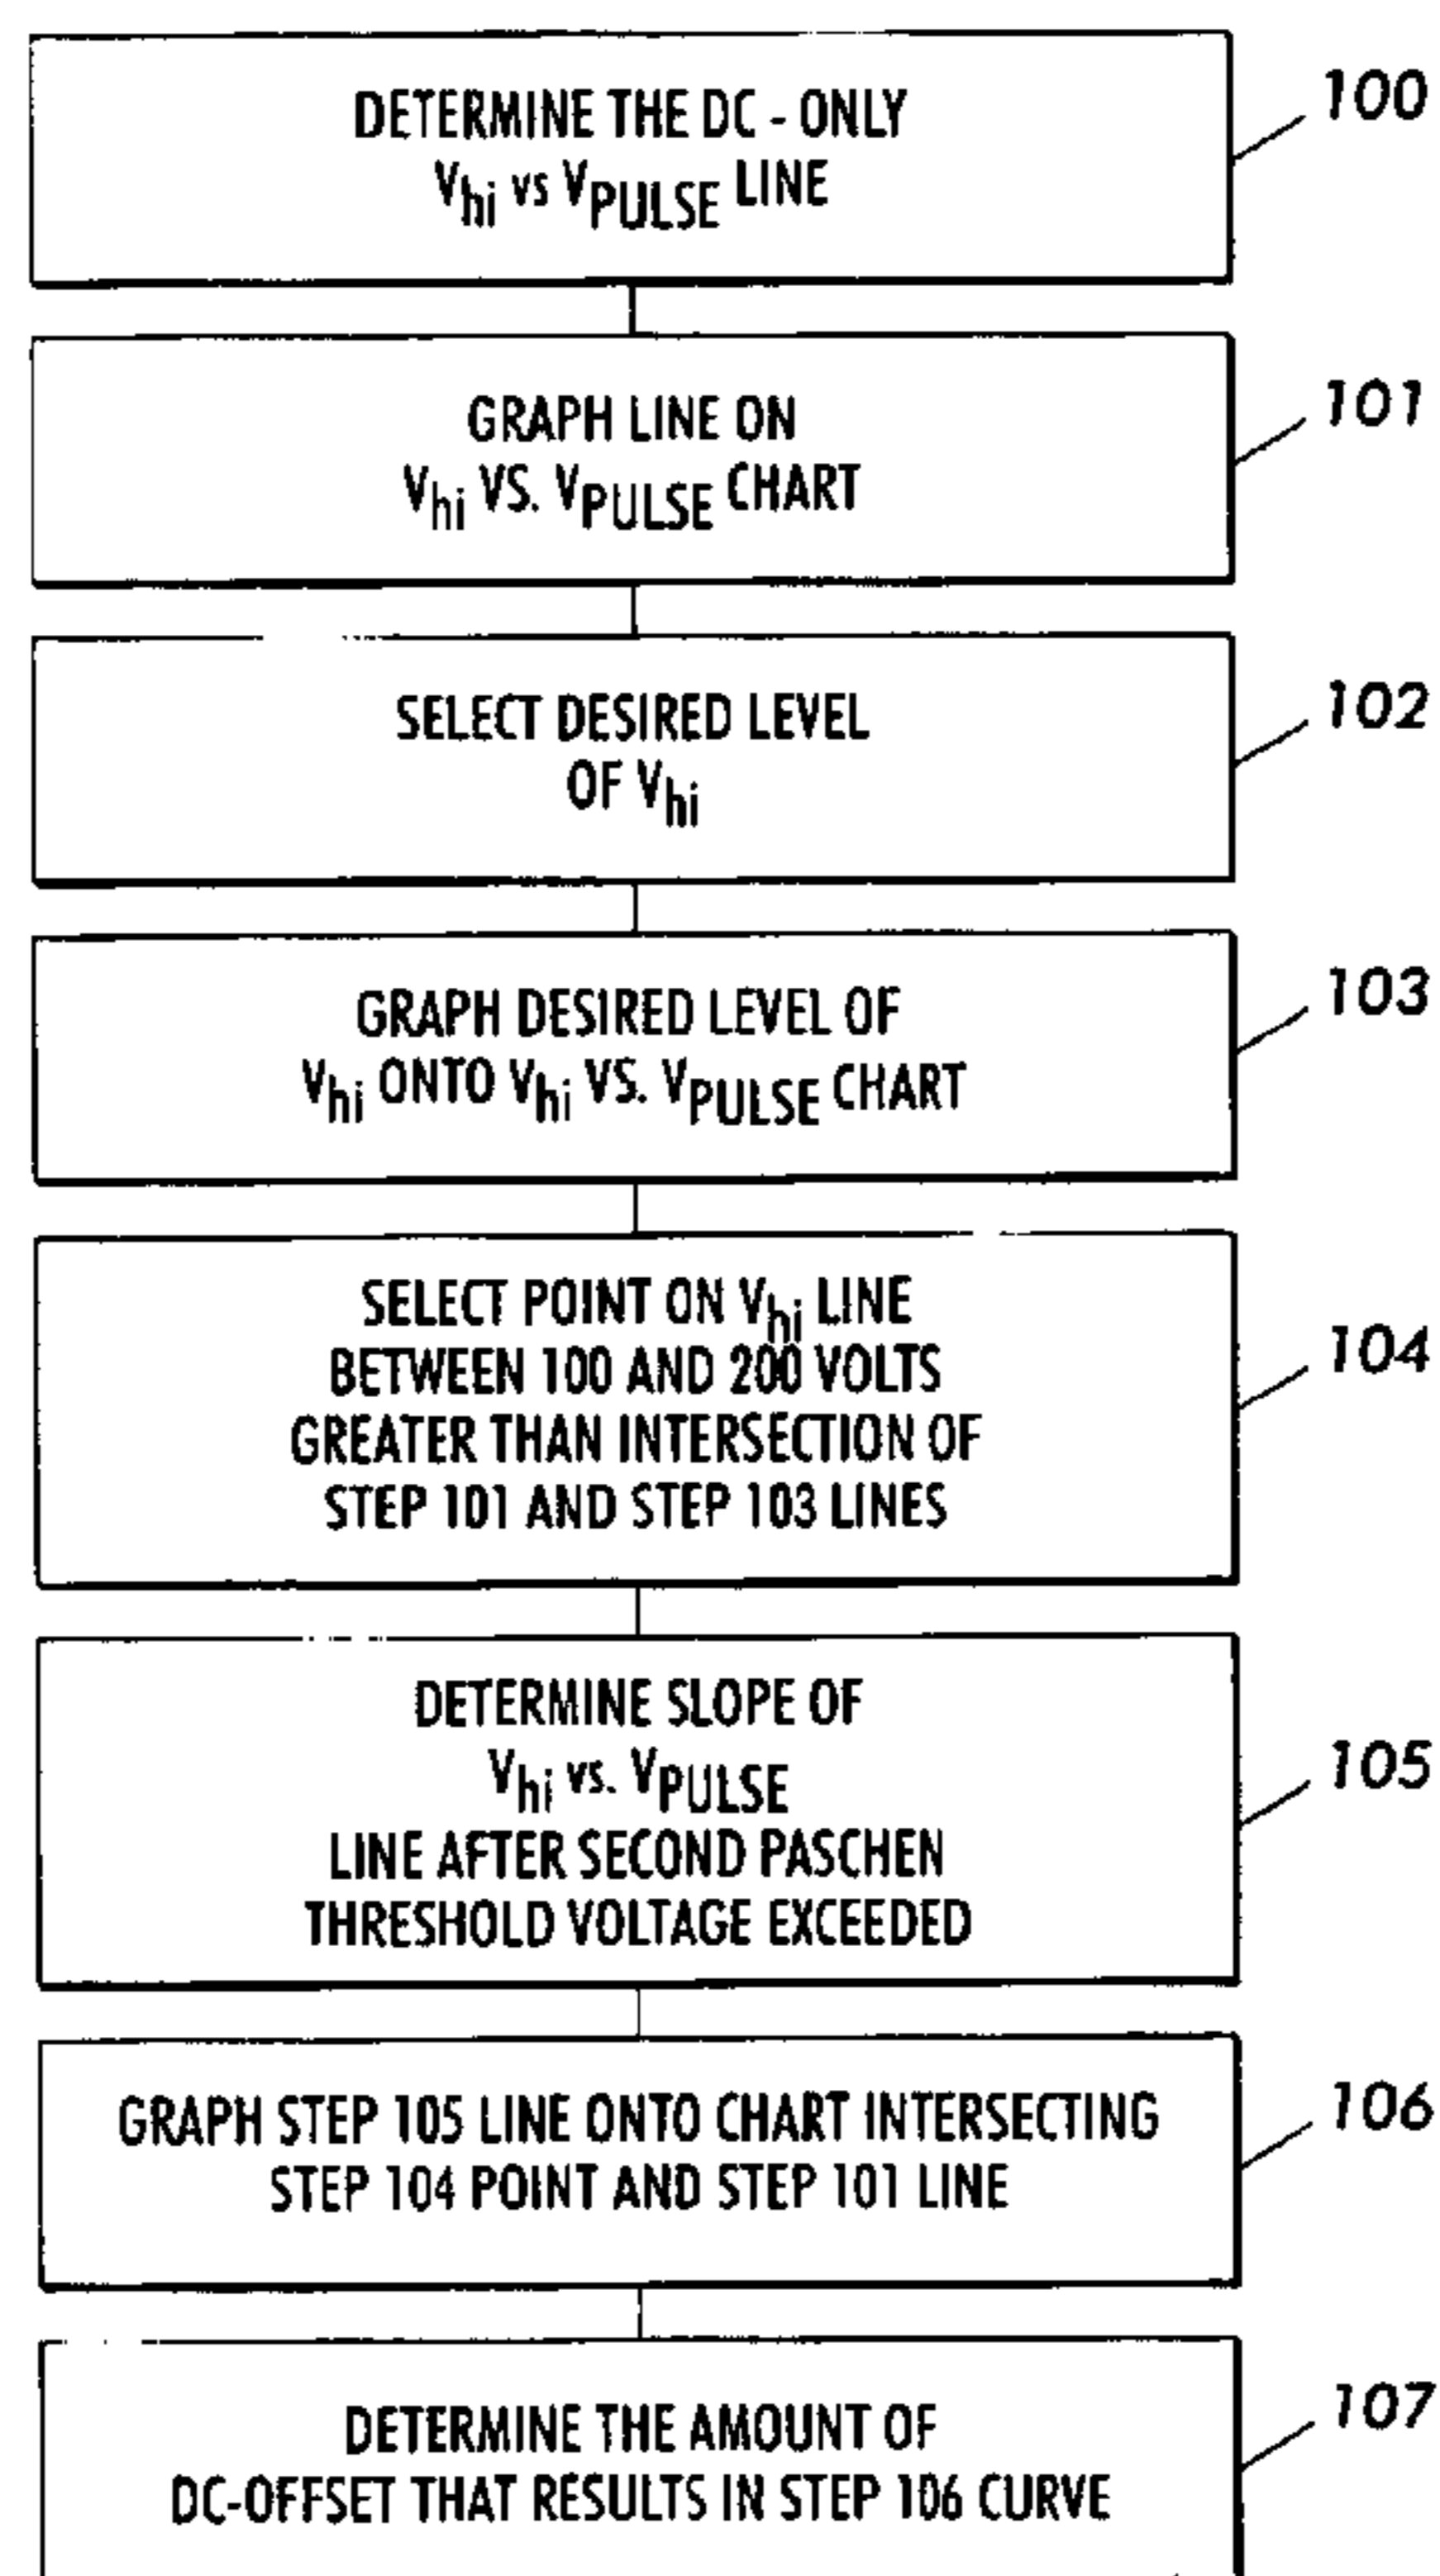 DETERMINE THE DC - ONLY
Vhi vs VPULSE LINE
100
GRAPH LINE ON
Vhi VS. VPULSE CHART
101
SELECT DESIRED LEVEL
OF Vhi
102
GRAPH DESIRED LEVEL OF
Vhi ONTO Vhi VS. VPULSE CHART
103
SELECT POINT ON Vhi LINE
BETWEEN 100 AND 200 VOLTS
GREATER THAN INTERSECTION OF
STEP 101 AND STEP 103 LINES
104
DETERMINE SLOPE OF
Vhi vs. VPULSE
LINE AFTER SECOND PASCHEN
THRESHOLD VOLTAGE EXCEEDED
105
GRAPH STEP 105 LINE ONTO CHART INTERSECTING
STEP 104 POINT AND STEP 101 LINE
106
DETERMINE THE AMOUNT OF
DC-OFFSET THAT RESULTS IN STEP 106 CURVE
107